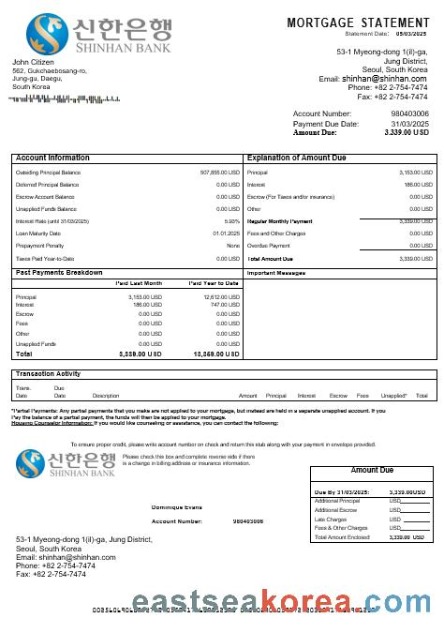 신한은행
SHINHAN BANK
MORTGAGE STATEMENT
Statement Date: 05/03/2025
John Citizen
562, Gukchaebosang-ro,
Jung-gu, Daegu,
South Korea
53-1 Myeong-dong 1(il)-ga,
Jung District,
Seoul, South Korea
Email: shinhan@shinhan.com
Phone: +82 2-754-7474
Fax: +82 2-754-7474
Account Number: 980403006
Payment Due Date: 31/03/2025
Amount Due: 3,339.00 USD
Account Information
Outstanding Principal Balance 507,855.00 USD
Deferred Principal Balance 0.00 USD
Escrow Account Balance 0.00 USD
Unapplied Funds Balance 0.00 USD
Interest Rate (until 31/03/2025)
Loan Maturity Date 01.01.2025
Prepayment Penalty None
Taxes Paid Year-to-Date 0.00 USD
Explanation of Amount Due
Principal 3,153.00 USD
Interest 186.00 USD
Escrow (For Taxes and/or insurance) 0.00 USD
Other 0.00 USD
Regular Monthly Payment 3,339.00 USD
Fees and Other Charges 0.00 USD
Overdue Payment 0.00 USD
Total Amount Due 3,339.00 USD
Past Payments Breakdown
Paid Last Month Paid Year to Date
Principal 3,153.00 USD 12,612.00 USD
Interest 186.00 USD 747.00 USD
Escrow 0.00 USD 0.00 USD
Fees 0.00 USD 0.00 USD
Other 0.00 USD 0.00 USD
Unapplied Funds 0.00 USD 0.00 USD
Total 3,339.00 USD
Important Messages
Transaction Activity
Trans. Date Due Date Description Amount Principal Interest Escrow Fees Unapplied* Total
*Partial Payments: Any partial payments that you make are not applied to your mortgage, but instead are held in a separate unapplied account. If you
Pay the balance of a partial payment, the funds will then be applied to your mortgage.
Housing Counselor Information: If you would like counseling or assistance, you can contact the following:
To ensure proper credit, please write account number on check and return this stub along with your payment in envelope provided.
신한은행
SHINHAN BANK
Please check this box and complete reverse side if there
is a change in billing address or insurance information.
Amount Due
Due By 31/03/2025: 3,339.00USD
Additional Principal USD
Additional Escrow USD
Late Charges USD
Fees & Other Charges USD
Total Amount Enclosed 3,339.00 USD
Dominique Evans
Account Number: 980403006
53-1 Myeong-dong 1(il)-ga, Jung District,
Seoul, South Korea
Email: shinhan@shinhan.com
Phone: +82 2-754-7474
Fax: +82 2-754-7474
eastseakorea.com